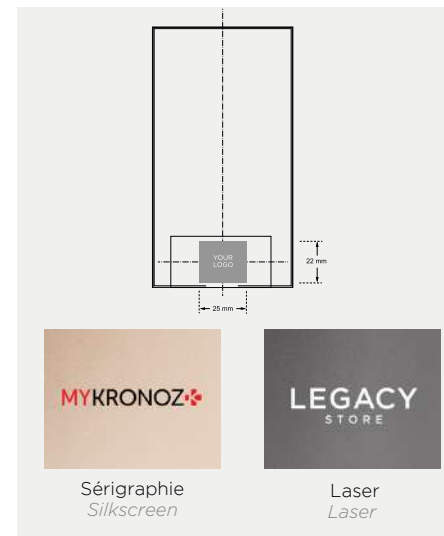 YOUR
LOGO
22 mm
25 mm
MYKRONOZ
LEGACY
STORE
Sérigraphie
Silkscreen
Laser
Laser